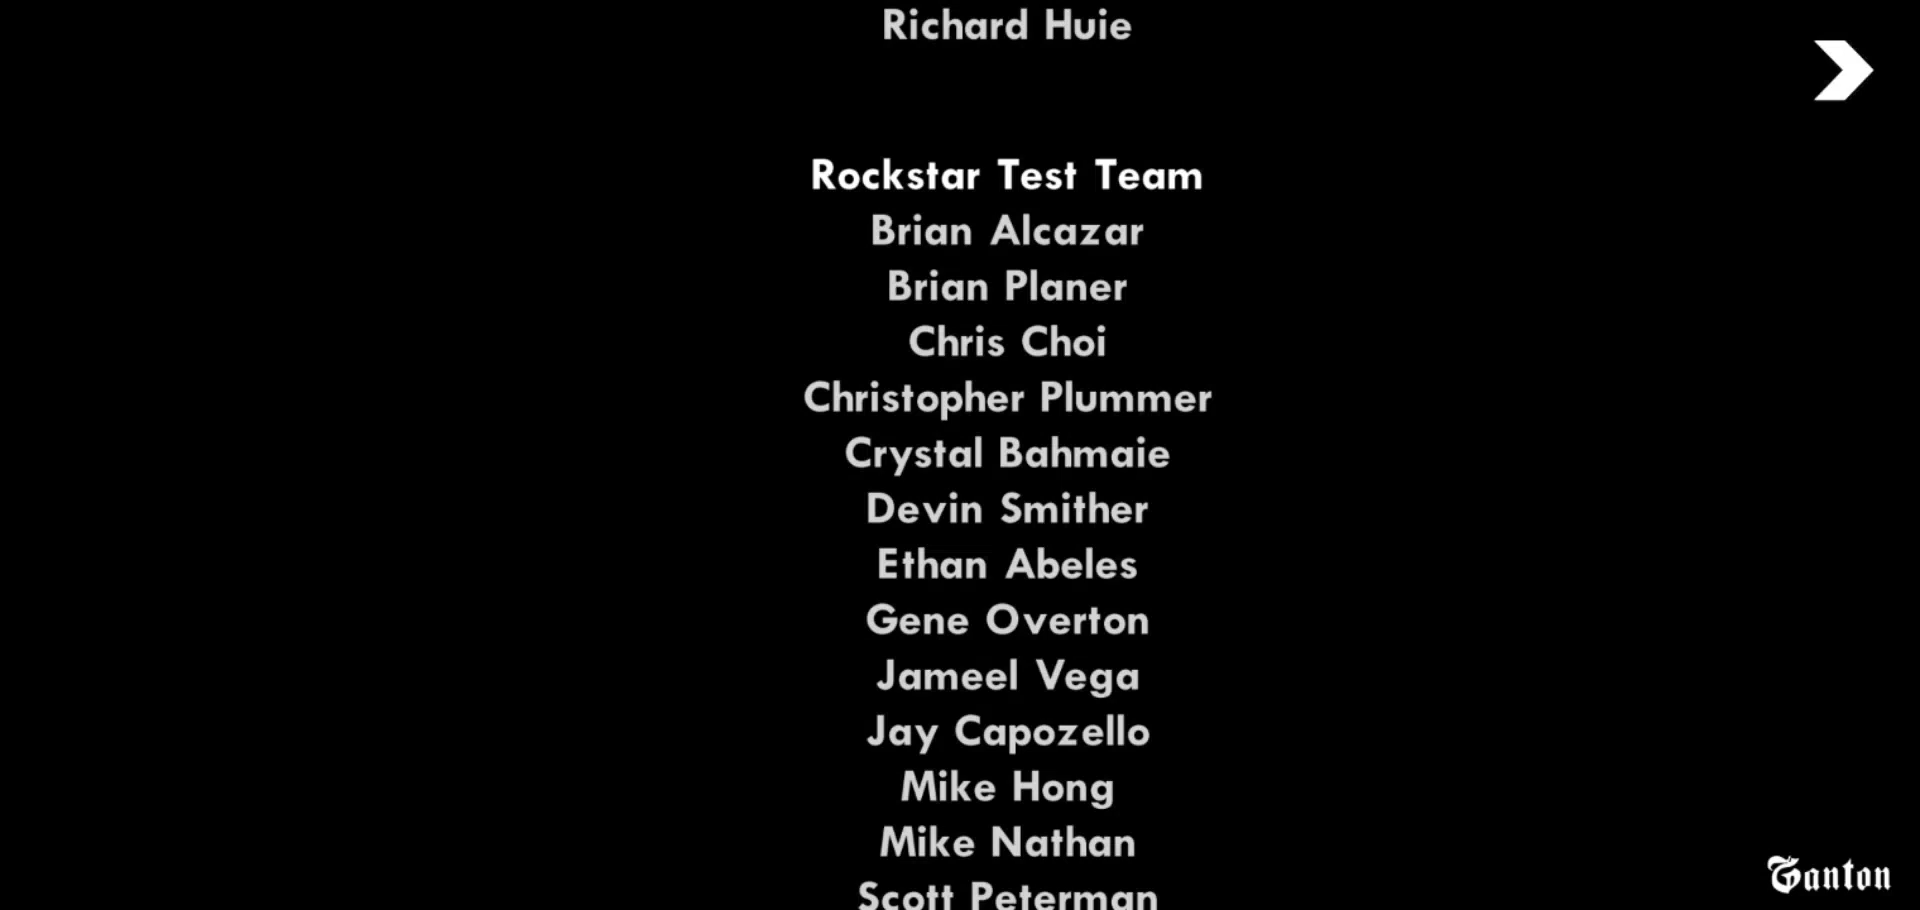 Richard Huie
Rockstar Test Team
Brian Alcazar
Brian Planer
Chris Choi
Christopher Plummer
Crystal Bahmaie
Devin Smither
Ethan Abeles
Gene Overton
Jameel Vega
Jay Capozello
Mike Hong
Mike Nathan
Scott Peterman
Ganton